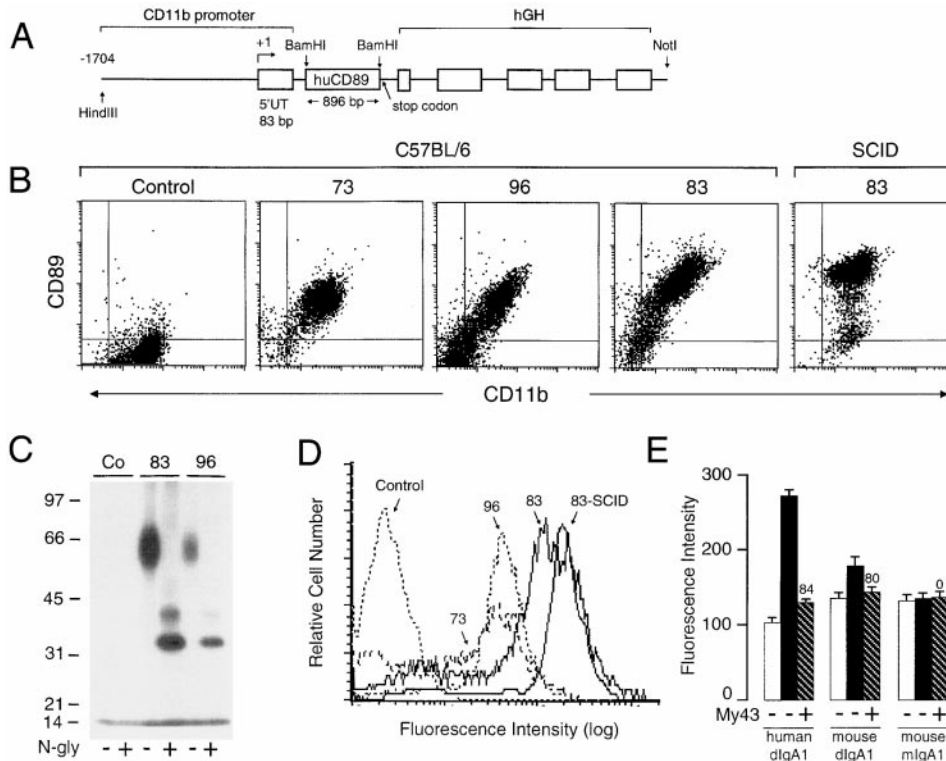 A
CD11b promoter
hGH
-1704
+1
BamHI
BamHI
NotI
huCD89
HindIII
5'UT
83 bp
896 bp
stop codon
B
C57BL/6
SCID
Control
73
96
83
83
CD89
CD11b
C
Co 83 96
97 –
66 –
45 –
31 –
21 –
14 –
N-gly - + - + - +
D
Control
96
83
83-SCID
73
Relative Cell Number
Fluorescence Intensity (log)
E
Fluorescence Intensity
300
200
100
0
84
80
0
My43 - - + - - + - - +
human dIgA1
mouse dIgA1
mouse mIgA1